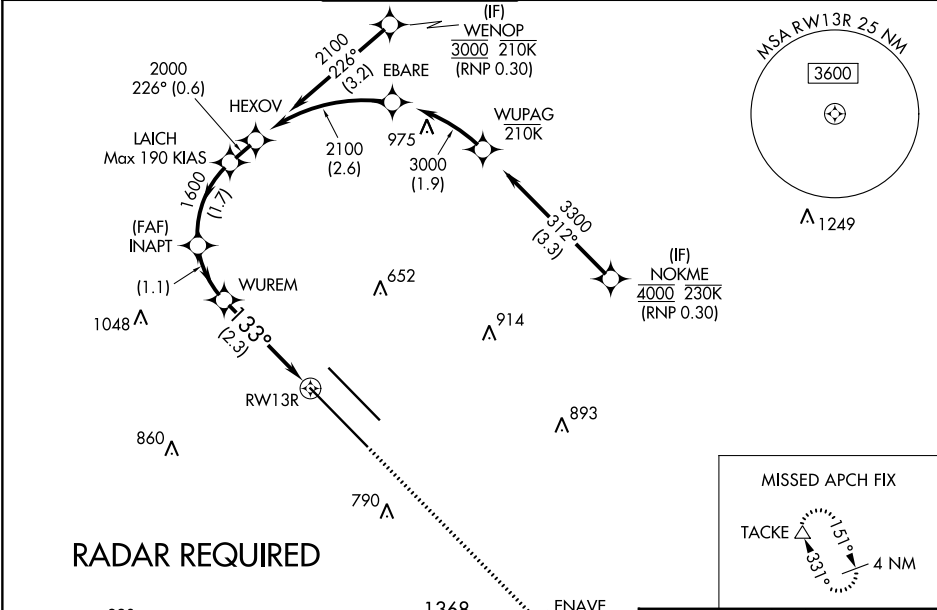 (IF)
WENOP
3000 210K
(RNP 0.30)
2100
226°
(3.2)
MSA RW13R 25 NM
3600
1249
2000
226° (0.6)
HEXOV
EBARE
WUPAG
210K
975
LAICH
Max 190 KIAS
2100
(2.6)
3000
(1.9)
1600
(1.7)
3300
312°
(3.3)
(FAF)
INAPT
(IF)
NOKME
4000 230K
(RNP 0.30)
(1.1)
WUREM
652
1048
133°
(2.3)
914
RW13R
893
860
790
MISSED APCH FIX
TACKE
151°
331°
4 NM
RADAR REQUIRED
1368
ENAVE